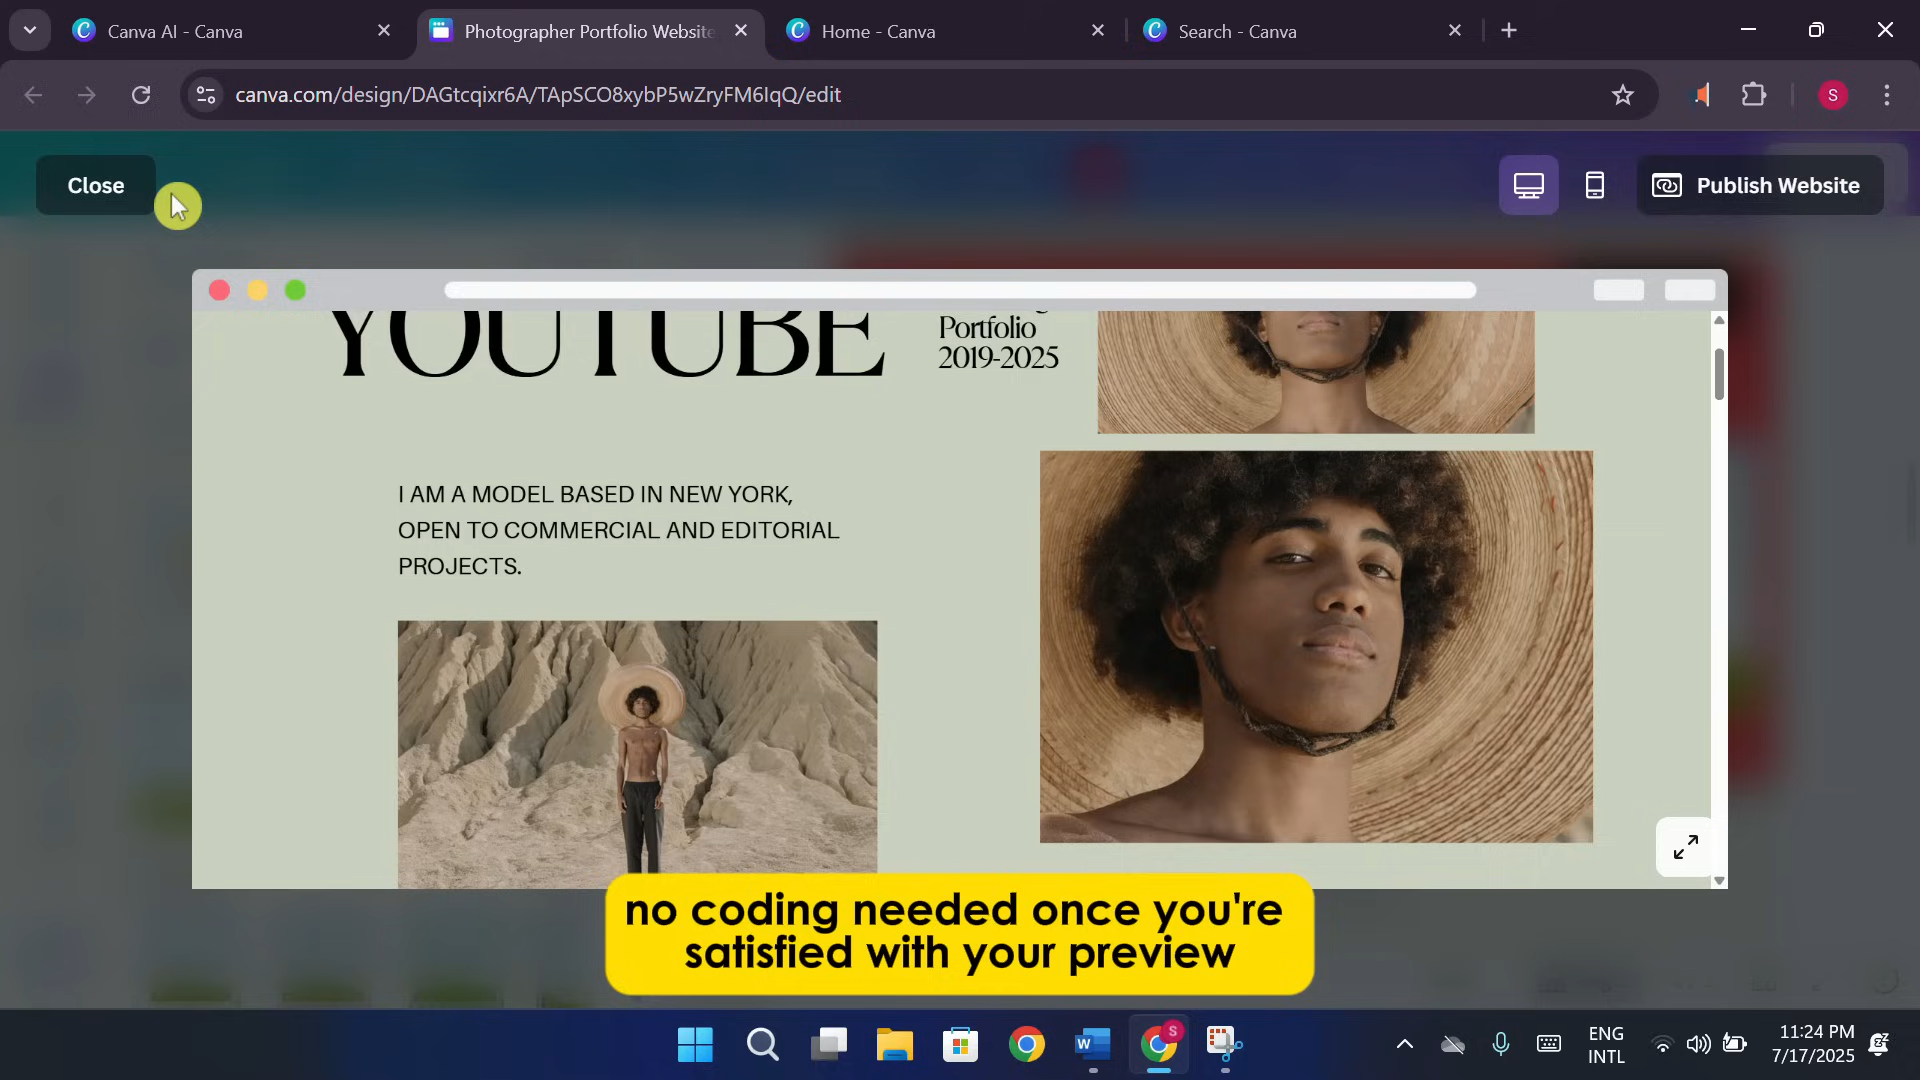 Canva AI - Canva
Photographer Portfolio Website
Home - Canva
Search - Canva
canva.com/design/DAGtcqixr6A/TApSCO8xybP5wZryFM6IqQ/edit
S
Close
Publish Website
YOUTUBE
Portfolio
2019-2025
I AM A MODEL BASED IN NEW YORK,
OPEN TO COMMERCIAL AND EDITORIAL
PROJECTS.
no coding needed once you're
satisfied with your preview
W
S
ENG
INTL
11:24 PM
7/17/2025